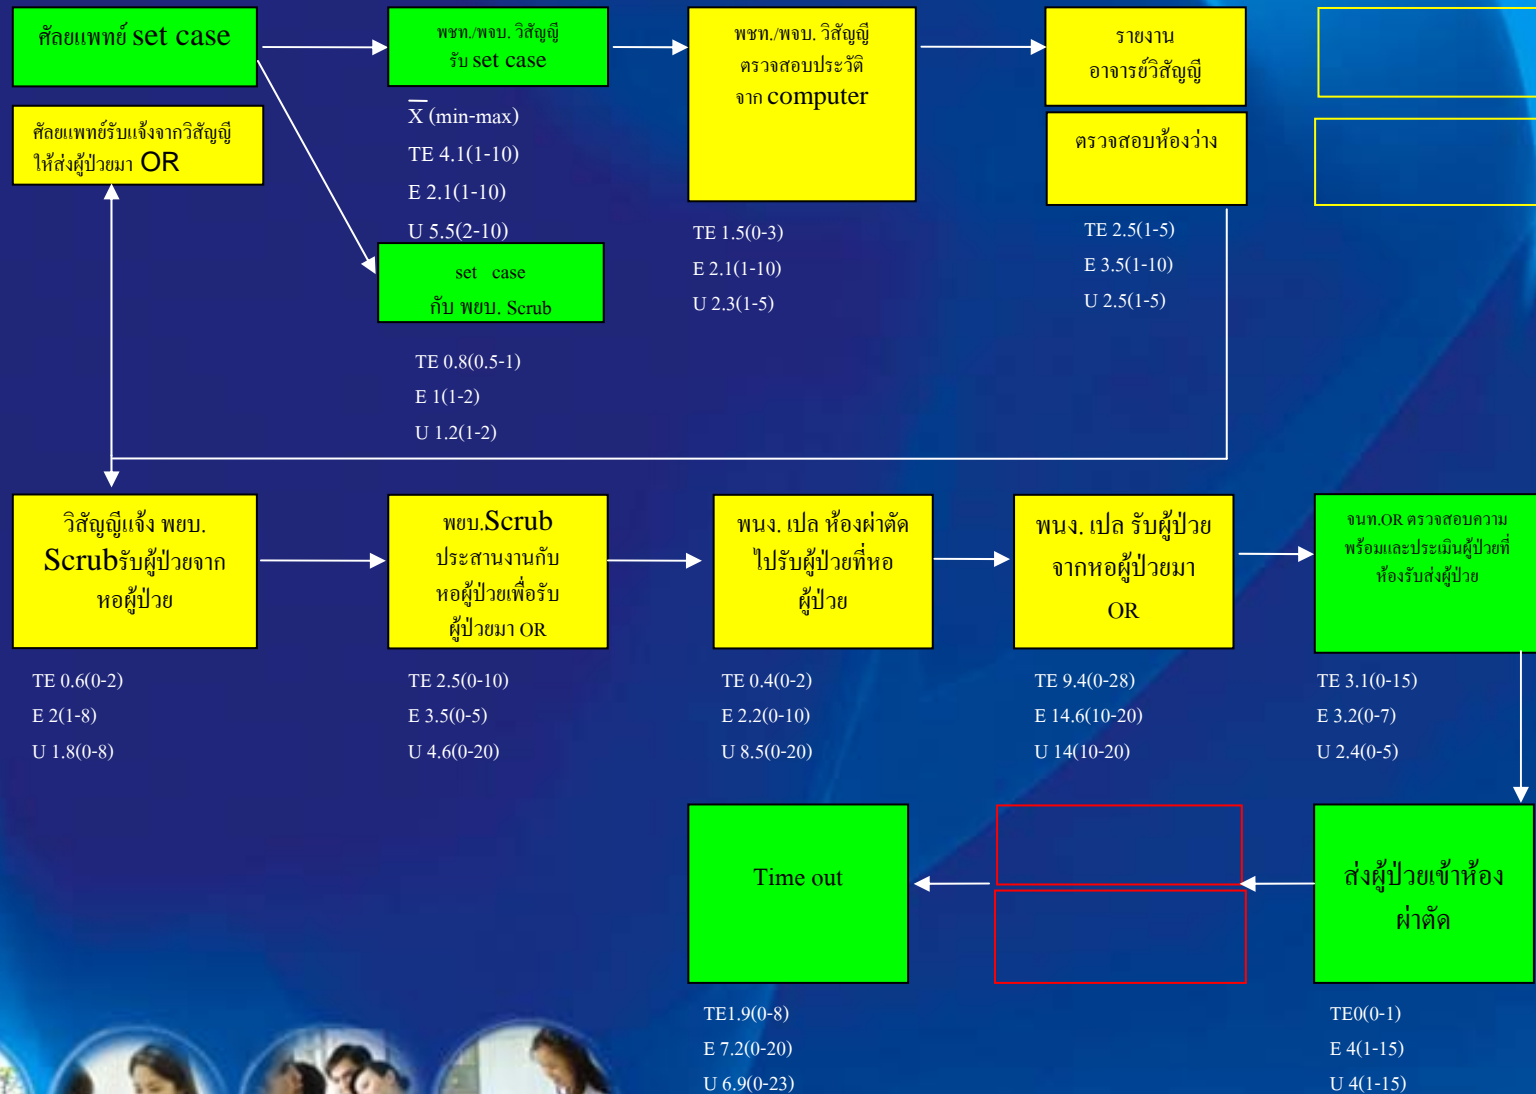 ศัลยแพทย์ set case
พชท./พจบ. วิสัญญี
รับ set case
พชท./พจบ. วิสัญญี
ตรวจสอบประวัติ
จาก computer
รายงาน
อาจารย์วิสัญญี
ศัลยแพทย์รับแจ้งจากวิสัญญี
ให้ส่งผู้ป่วยมา OR
X̅ (min-max)
TE 4.1(1-10)
E 2.1(1-10)
U 5.5(2-10)
ตรวจสอบห้องว่าง
TE 1.5(0-3)
E 2.1(1-10)
U 2.3(1-5)
TE 2.5(1-5)
E 3.5(1-10)
U 2.5(1-5)
set case
กับ พยบ. Scrub
TE 0.8(0.5-1)
E 1(1-2)
U 1.2(1-2)
วิสัญญีแจ้ง พยบ.
Scrubรับผู้ป่วยจาก
หอผู้ป่วย
พยบ.Scrub
ประสานงานกับ
หอผู้ป่วยเพื่อรับ
ผู้ป่วยมา OR
พนง. เปล ห้องผ่าตัด
ไปรับผู้ป่วยที่หอ
ผู้ป่วย
พนง. เปล รับผู้ป่วย
จากหอผู้ป่วยมา
OR
จนท.OR ตรวจสอบความ
พร้อมและประเมินผู้ป่วยที่
ห้องรับส่งผู้ป่วย
TE 0.6(0-2)
E 2(1-8)
U 1.8(0-8)
TE 2.5(0-10)
E 3.5(0-5)
U 4.6(0-20)
TE 0.4(0-2)
E 2.2(0-10)
U 8.5(0-20)
TE 9.4(0-28)
E 14.6(10-20)
U 14(10-20)
TE 3.1(0-15)
E 3.2(0-7)
U 2.4(0-5)
Time out
ส่งผู้ป่วยเข้าห้อง
ผ่าตัด
TE1.9(0-8)
E 7.2(0-20)
U 6.9(0-23)
TE0(0-1)
E 4(1-15)
U 4(1-15)